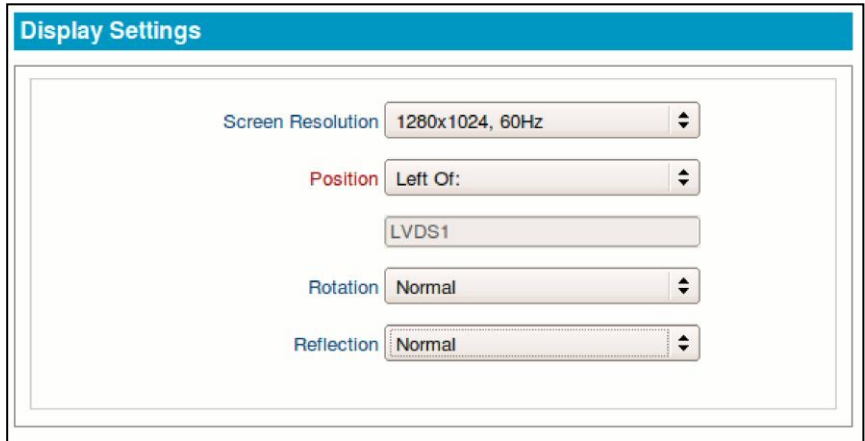 Display Settings
Screen Resolution 1280x1024, 60Hz
Position Left Of:
LVDS1
Rotation Normal
Reflection Normal